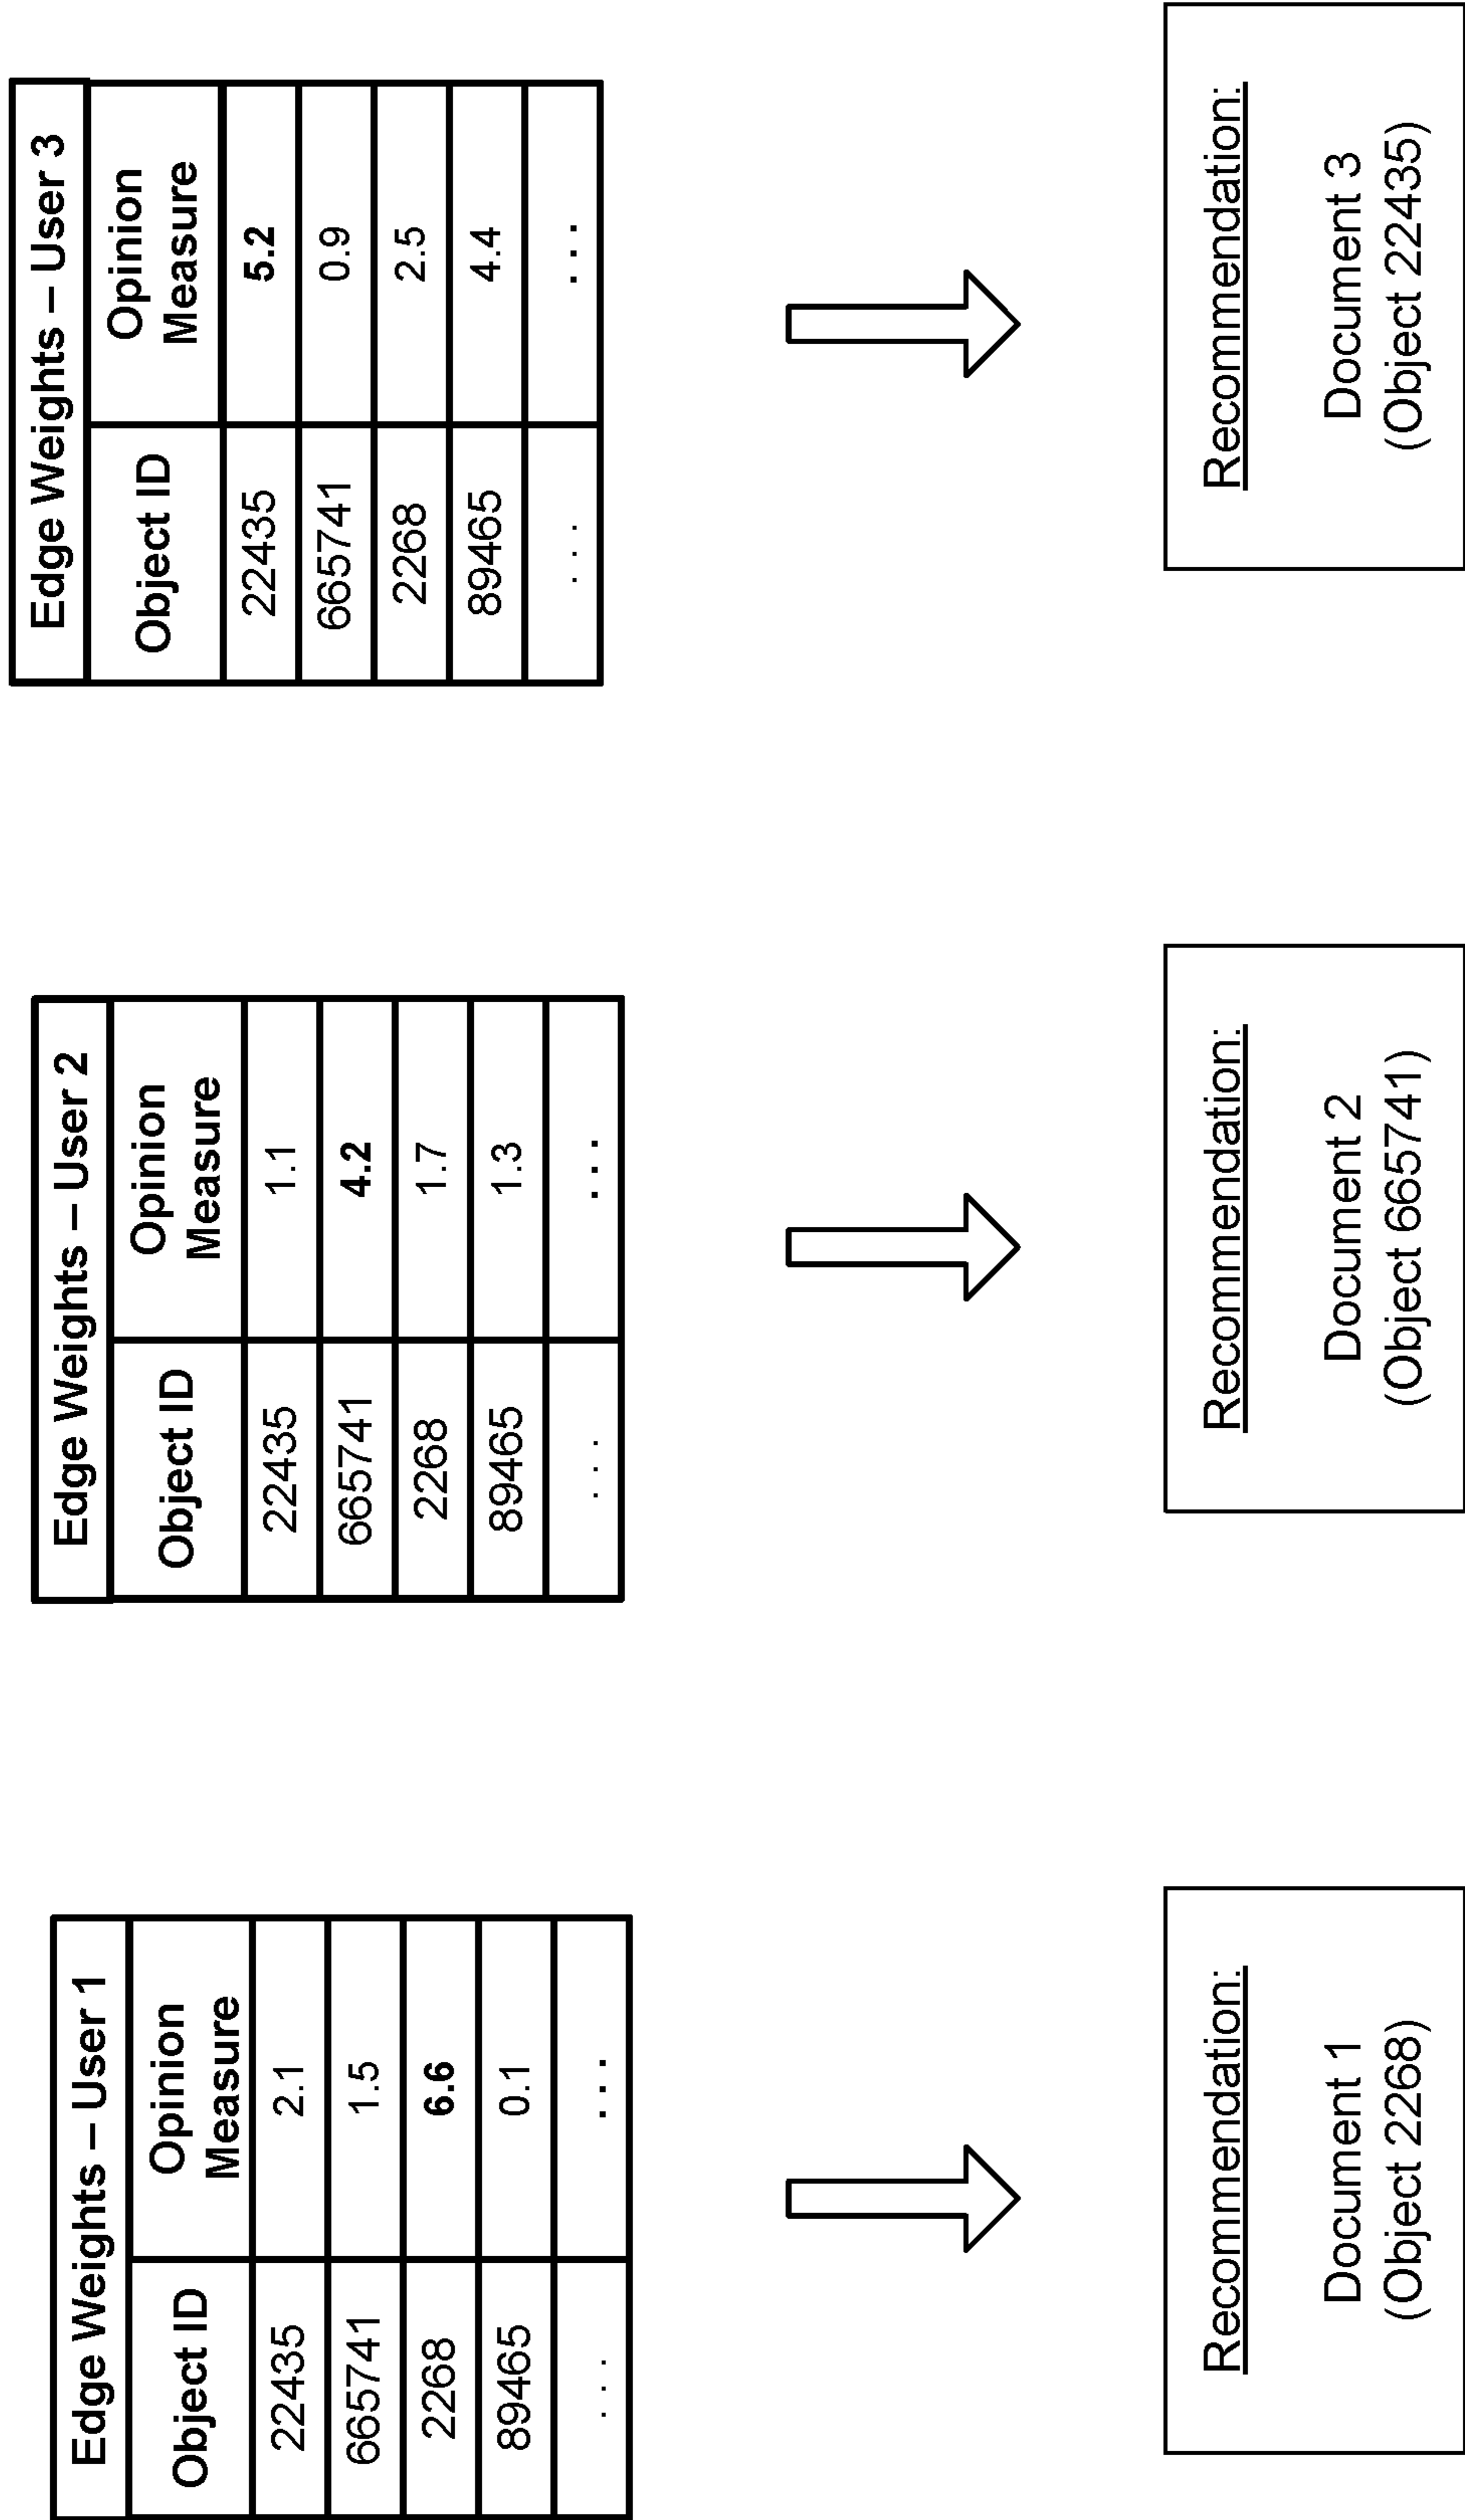 Edge Weights – User 1
Object ID Opinion
Measure
22435 2.1
665741 1.5
2268 6.6
89465 0.1
. . . . . .
Recommendation:
Document 1
(Object 2268)
Edge Weights – User 2
Object ID Opinion
Measure
22435 1.1
665741 4.2
2268 1.7
89465 1.3
. . . . . .
Recommendation:
Document 2
(Object 665741)
Edge Weights – User 3
Object ID Opinion
Measure
22435 5.2
665741 0.9
2268 2.5
89465 4.4
. . . . . .
Recommendation:
Document 3
(Object 22435)